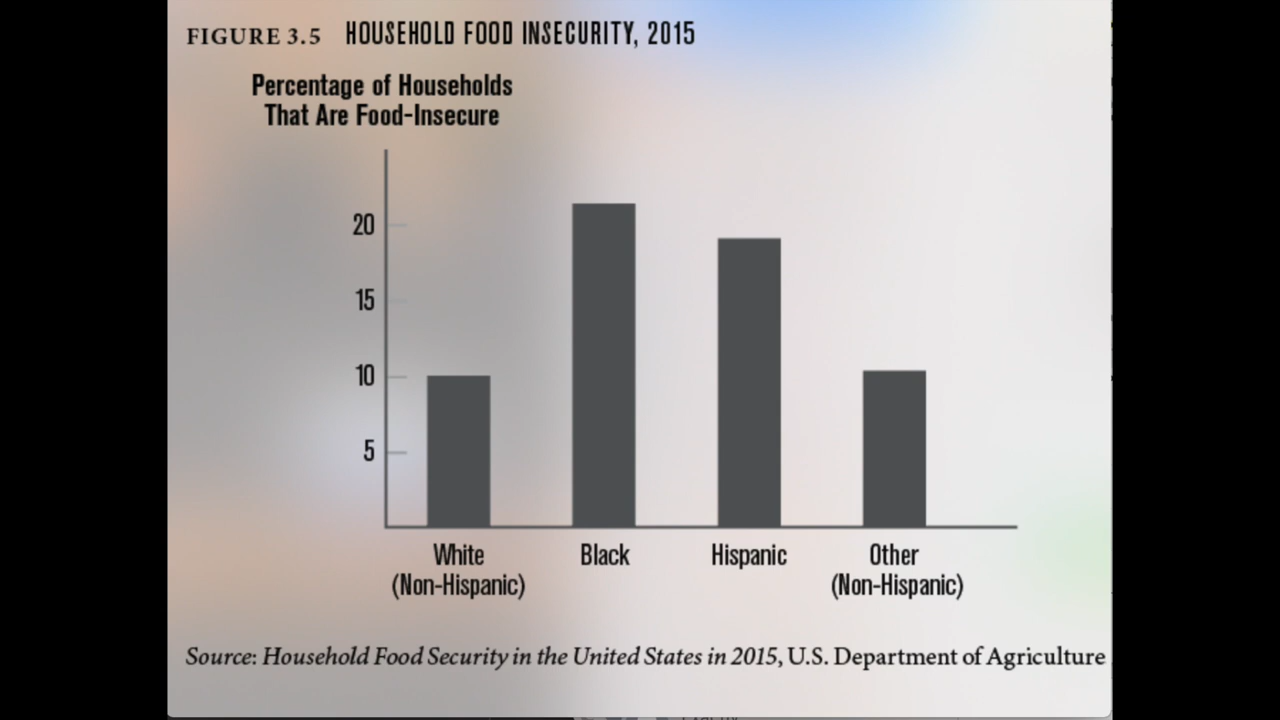 FIGURE 3.5 HOUSEHOLD FOOD INSECURITY, 2015
Percentage of Households
That Are Food-Insecure
20
15
10
5
White Black Hispanic Other
(Non-Hispanic) (Non-Hispanic)
Source: Household Food Security in the United States in 2015, U.S. Department of Agriculture